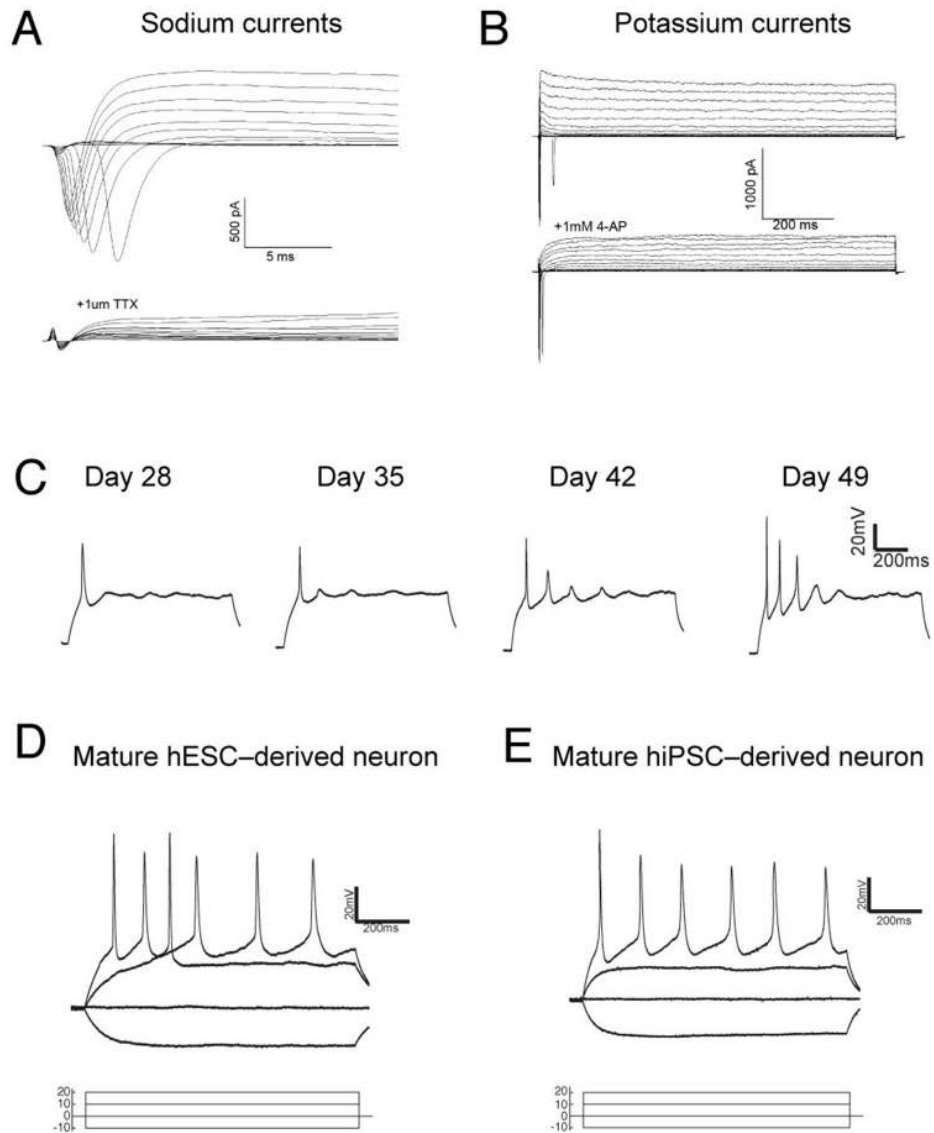 A Sodium currents
500 pA
5 ms
+1um TTX
B Potassium currents
1000 pA
200 ms
+1mM 4-AP
C Day 28 Day 35 Day 42 Day 49
20mV
200ms
D Mature hESC–derived neuron
20mV
200ms
20
10
0
-10
E Mature hiPSC–derived neuron
20mV
200ms
20
10
0
-10